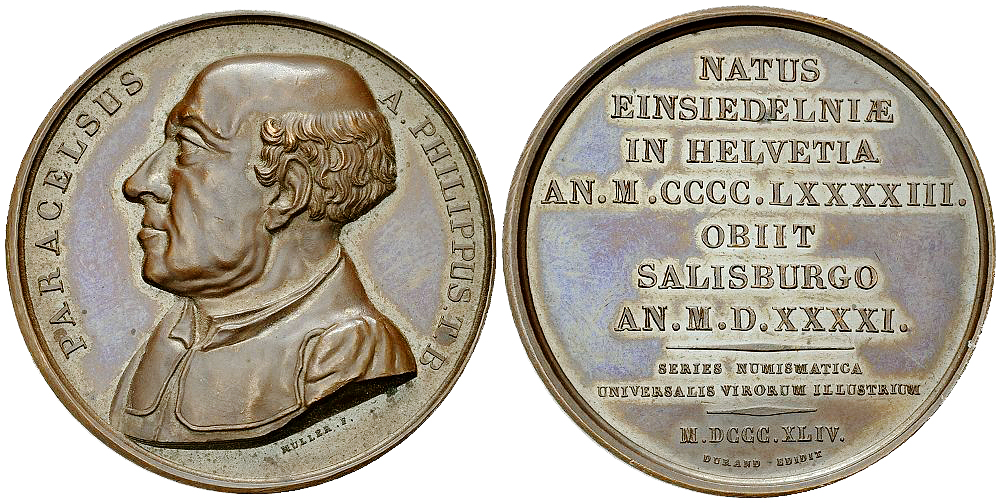 PARACELSUS
A. PHILIPPUS. T. B
MULLER. F.
NATUS
EINSIEDELNIÆ
IN HELVETIA
AN. M. CCCC. LXXXXIII.
OBIIT
SALISBURGO
AN. M. D. XXXXI.
SERIES NUMISMATICA
UNIVERSALIS VIRORUM ILLUSTRIUM
M. DCCC. XLIV.
DURAND EDIDIT